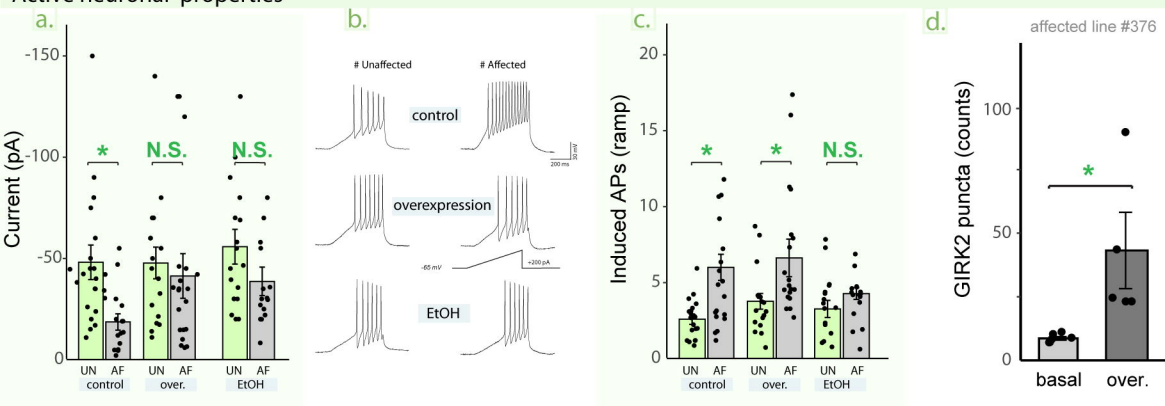 Active neuronal properties
a.
Current (pA)
-150
-100
-50
0
*
N.S.
N.S.
UN AF UN AF UN AF
control over. EtOH
b.
# Unaffected # Affected
control
30 mV
200 ms
overexpression
-65 mV
+200 pA
EtOH
c.
Induced APs (ramp)
20
15
10
5
0
*
*
N.S.
UN AF UN AF UN AF
control over. EtOH
d.
affected line #376
GIRK2 puncta (counts)
100
50
0
*
basal over.